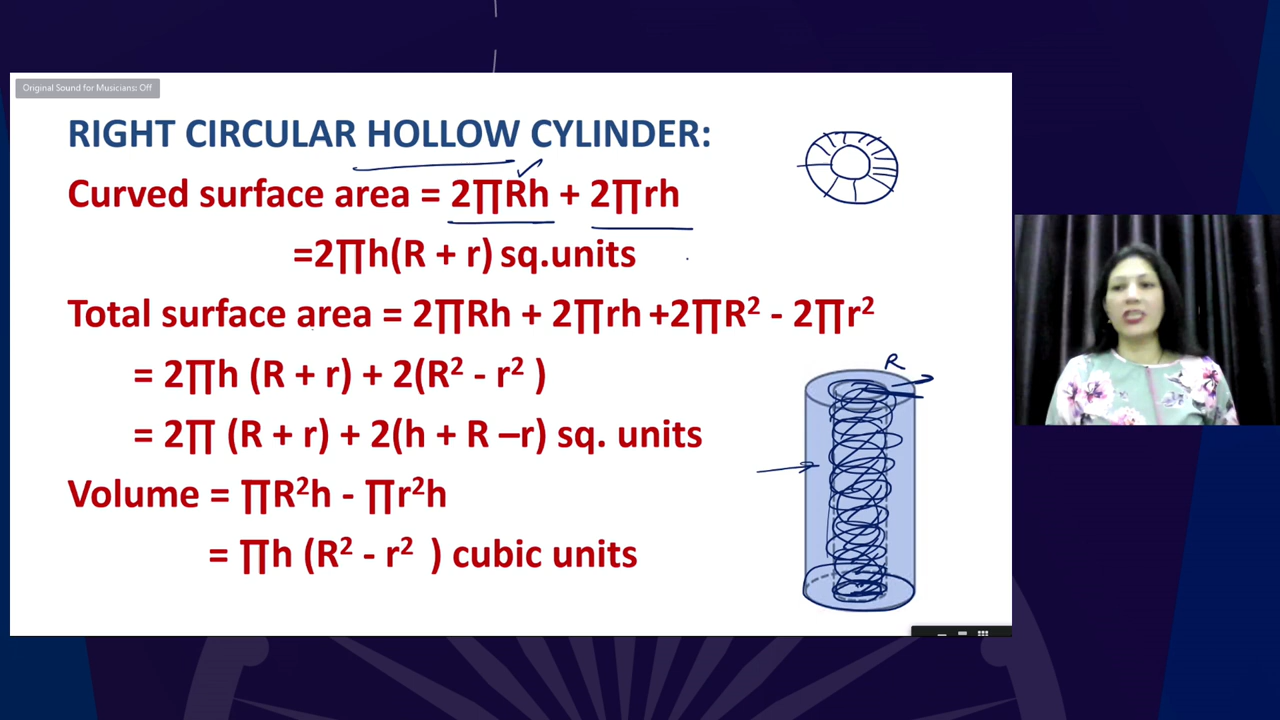 Original Sound for Musicians: Off
RIGHT CIRCULAR HOLLOW CYLINDER:
Curved surface area = 2∏Rh + 2∏rh
=2∏h(R + r) sq.units
Total surface area = 2∏Rh + 2∏rh +2∏R² - 2∏r²
= 2∏h (R + r) + 2(R² - r² )
= 2∏ (R + r) + 2(h + R –r) sq. units
Volume = ∏R²h - ∏r²h
= ∏h (R² - r² ) cubic units
R